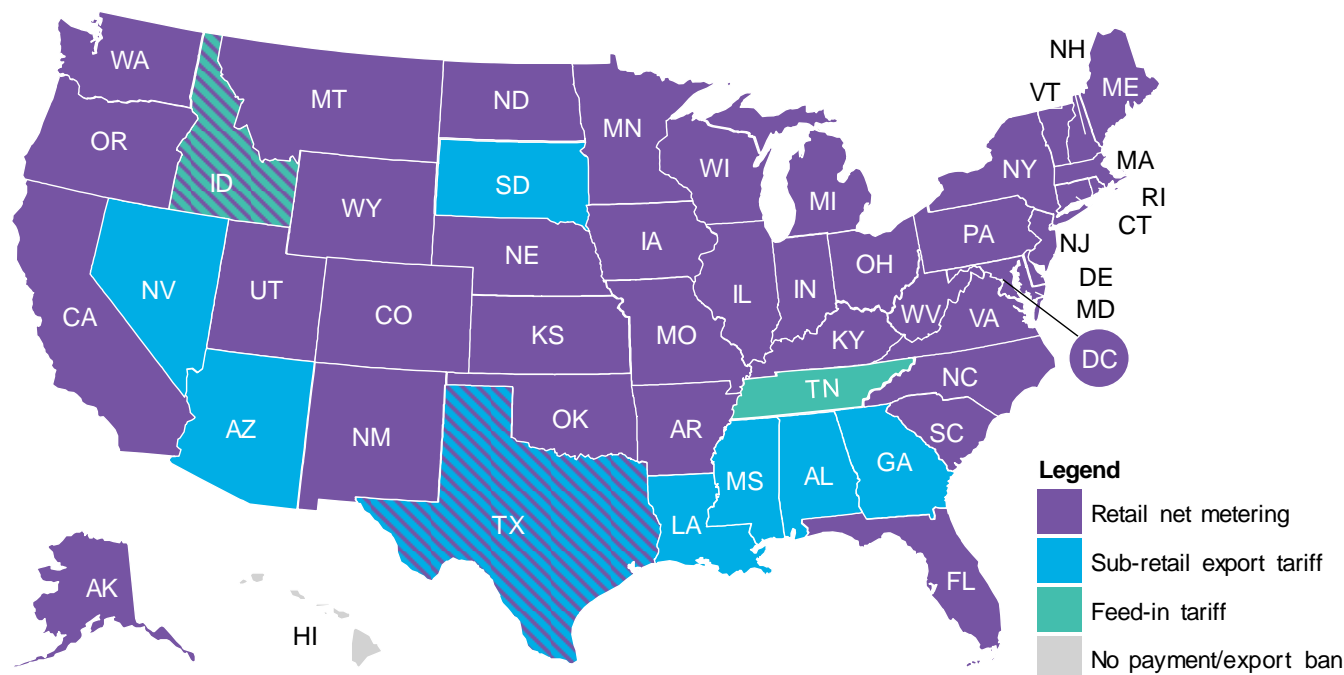 NH
WA
MT
ND
ME
VT
MN
OR
WI
NY
MA
ID
SD
MI
RI
WY
CT
PA
IA
NJ
NE
OH
DE
NV
UT
IL
IN
MD
CA
CO
WV
VA
KS
MO
KY
DC
NC
TN
AZ
NM
OK
AR
SC
GA
MS
AL
Legend
Retail net metering
TX
LA
Sub-retail export tariff
AK
FL
Feed-in tariff
HI
No payment/export ban